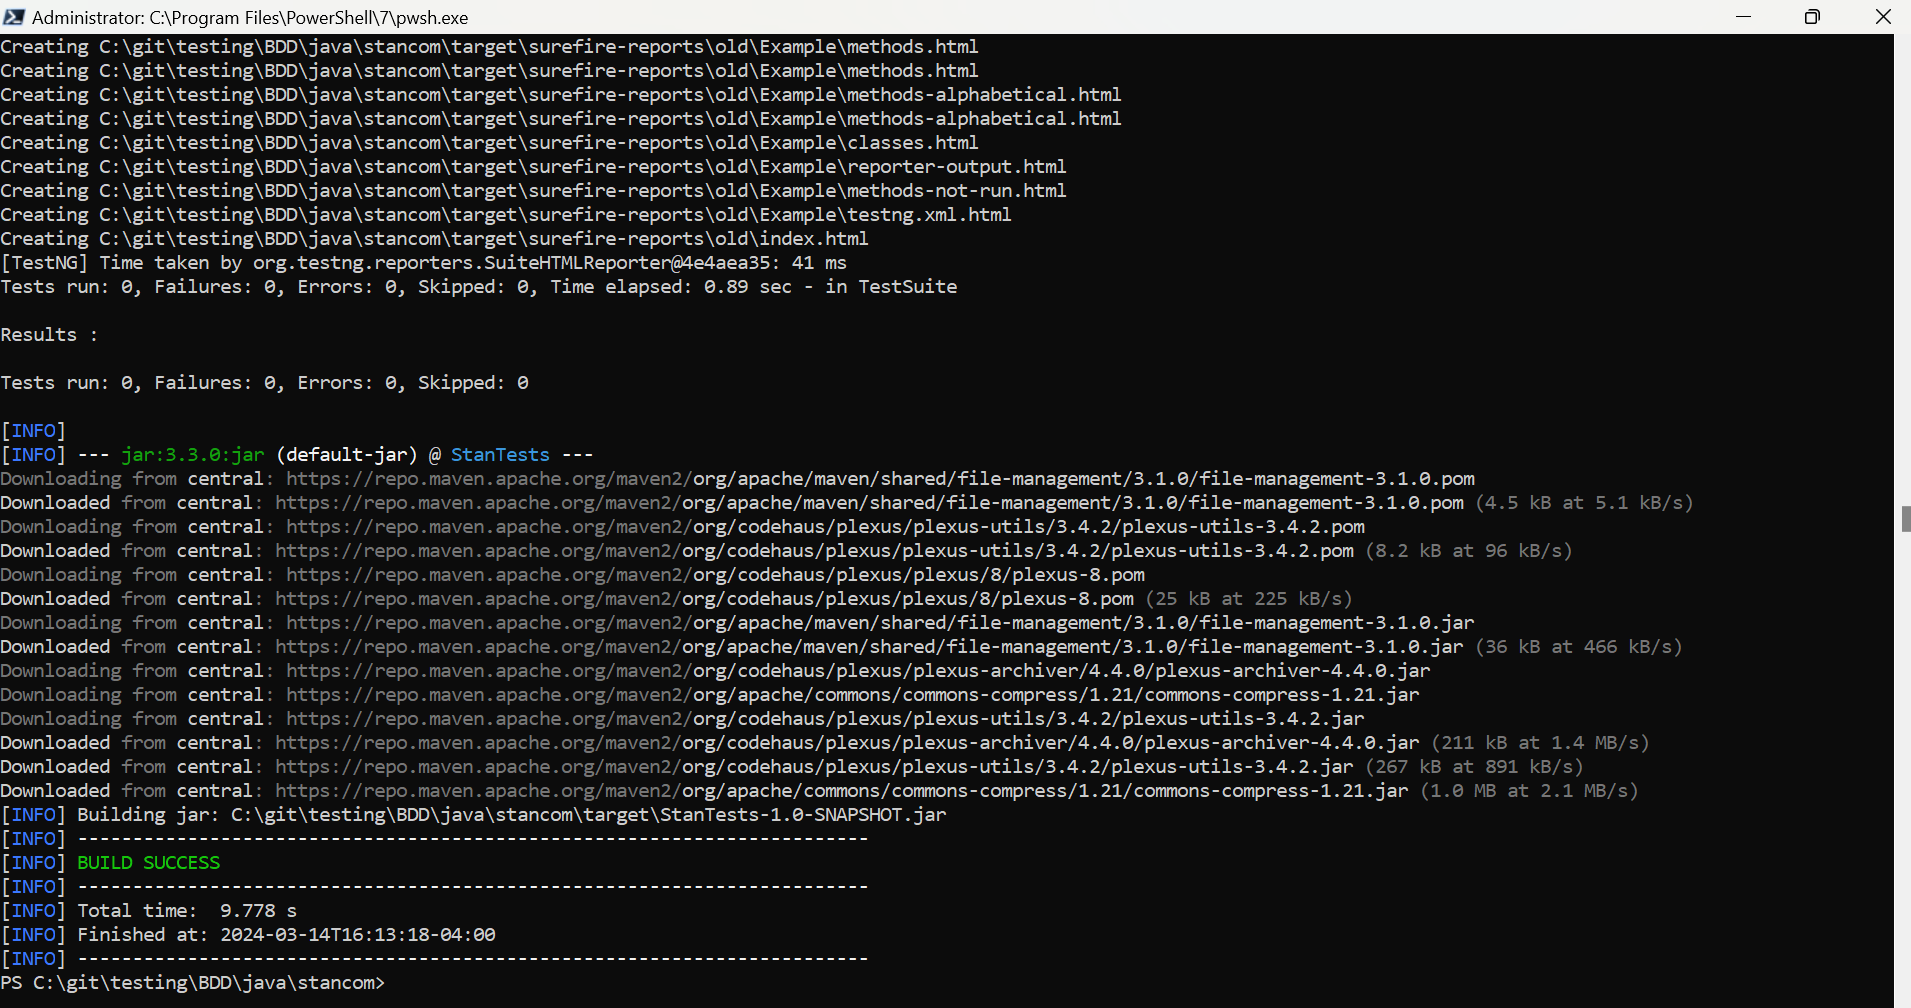 Administrator: C:\Program Files\PowerShell\7\pwsh.exe
Creating C:\git\testing\BDD\java\stancom\target\surefire-reports\old\Example\methods.html
Creating C:\git\testing\BDD\java\stancom\target\surefire-reports\old\Example\methods.html
Creating C:\git\testing\BDD\java\stancom\target\surefire-reports\old\Example\methods-alphabetical.html
Creating C:\git\testing\BDD\java\stancom\target\surefire-reports\old\Example\methods-alphabetical.html
Creating C:\git\testing\BDD\java\stancom\target\surefire-reports\old\Example\classes.html
Creating C:\git\testing\BDD\java\stancom\target\surefire-reports\old\Example\reporter-output.html
Creating C:\git\testing\BDD\java\stancom\target\surefire-reports\old\Example\methods-not-run.html
Creating C:\git\testing\BDD\java\stancom\target\surefire-reports\old\Example\testng.xml.html
Creating C:\git\testing\BDD\java\stancom\target\surefire-reports\old\index.html
[TestNG] Time taken by org.testng.reporters.SuiteHTMLReporter@4e4aea35: 41 ms
Tests run: 0, Failures: 0, Errors: 0, Skipped: 0, Time elapsed: 0.89 sec - in TestSuite
Results :
Tests run: 0, Failures: 0, Errors: 0, Skipped: 0
[INFO]
[INFO] --- jar:3.3.0:jar (default-jar) @ StanTests ---
Downloading from central: https://repo.maven.apache.org/maven2/org/apache/maven/shared/file-management/3.1.0/file-management-3.1.0.pom
Downloaded from central: https://repo.maven.apache.org/maven2/org/apache/maven/shared/file-management/3.1.0/file-management-3.1.0.pom (4.5 kB at 5.1 kB/s)
Downloading from central: https://repo.maven.apache.org/maven2/org/codehaus/plexus/plexus-utils/3.4.2/plexus-utils-3.4.2.pom
Downloaded from central: https://repo.maven.apache.org/maven2/org/codehaus/plexus/plexus-utils/3.4.2/plexus-utils-3.4.2.pom (8.2 kB at 96 kB/s)
Downloading from central: https://repo.maven.apache.org/maven2/org/codehaus/plexus/plexus/8/plexus-8.pom
Downloaded from central: https://repo.maven.apache.org/maven2/org/codehaus/plexus/plexus/8/plexus-8.pom (25 kB at 225 kB/s)
Downloading from central: https://repo.maven.apache.org/maven2/org/apache/maven/shared/file-management/3.1.0/file-management-3.1.0.jar
Downloaded from central: https://repo.maven.apache.org/maven2/org/apache/maven/shared/file-management/3.1.0/file-management-3.1.0.jar (36 kB at 466 kB/s)
Downloading from central: https://repo.maven.apache.org/maven2/org/codehaus/plexus/plexus-archiver/4.4.0/plexus-archiver-4.4.0.jar
Downloading from central: https://repo.maven.apache.org/maven2/org/apache/commons/commons-compress/1.21/commons-compress-1.21.jar
Downloading from central: https://repo.maven.apache.org/maven2/org/codehaus/plexus/plexus-utils/3.4.2/plexus-utils-3.4.2.jar
Downloaded from central: https://repo.maven.apache.org/maven2/org/codehaus/plexus/plexus-archiver/4.4.0/plexus-archiver-4.4.0.jar (211 kB at 1.4 MB/s)
Downloaded from central: https://repo.maven.apache.org/maven2/org/codehaus/plexus/plexus-utils/3.4.2/plexus-utils-3.4.2.jar (267 kB at 891 kB/s)
Downloaded from central: https://repo.maven.apache.org/maven2/org/apache/commons/commons-compress/1.21/commons-compress-1.21.jar (1.0 MB at 2.1 MB/s)
[INFO] Building jar: C:\git\testing\BDD\java\stancom\target\StanTests-1.0-SNAPSHOT.jar
[INFO] ------------------------------------------------------------------------
[INFO] BUILD SUCCESS
[INFO] ------------------------------------------------------------------------
[INFO] Total time:  9.778 s
[INFO] Finished at: 2024-03-14T16:13:18-04:00
[INFO] ------------------------------------------------------------------------
PS C:\git\testing\BDD\java\stancom>